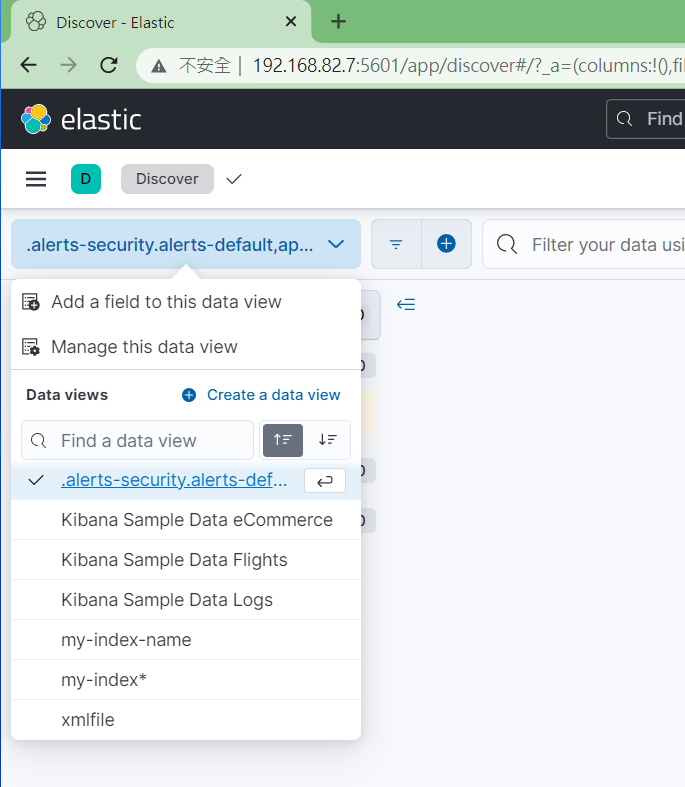 Discover - Elastic
不安全 | 192.168.82.7:5601/app/discover#/?_a=(columns:!(),fil
elastic
Find
D
Discover
.alerts-security.alerts-default,ap...
Filter your data usi
Add a field to this data view
Manage this data view
Data views
Create a data view
Find a data view
.alerts-security.alerts-def...
Kibana Sample Data eCommerce
Kibana Sample Data Flights
Kibana Sample Data Logs
my-index-name
my-index*
xmlfile